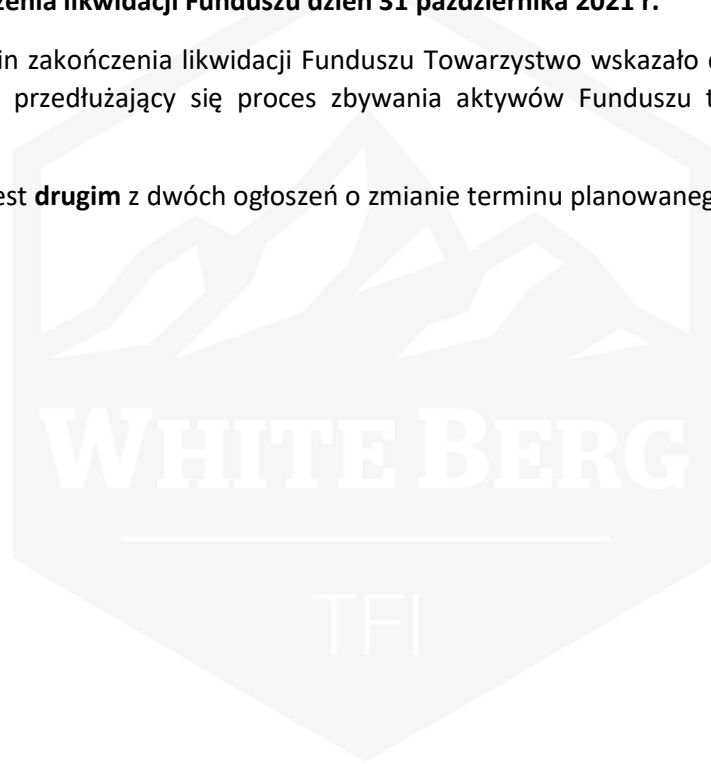 zenia likwidacji Funduszu dzień 31 października 2021 r.
in zakończenia likwidacji Funduszu Towarzystwo wskazało
przedłużający się proces zbywania aktywów Funduszu
est drugim z dwóch ogłoszeń o zmianie terminu planowaneg
WHITE BERG
TFI